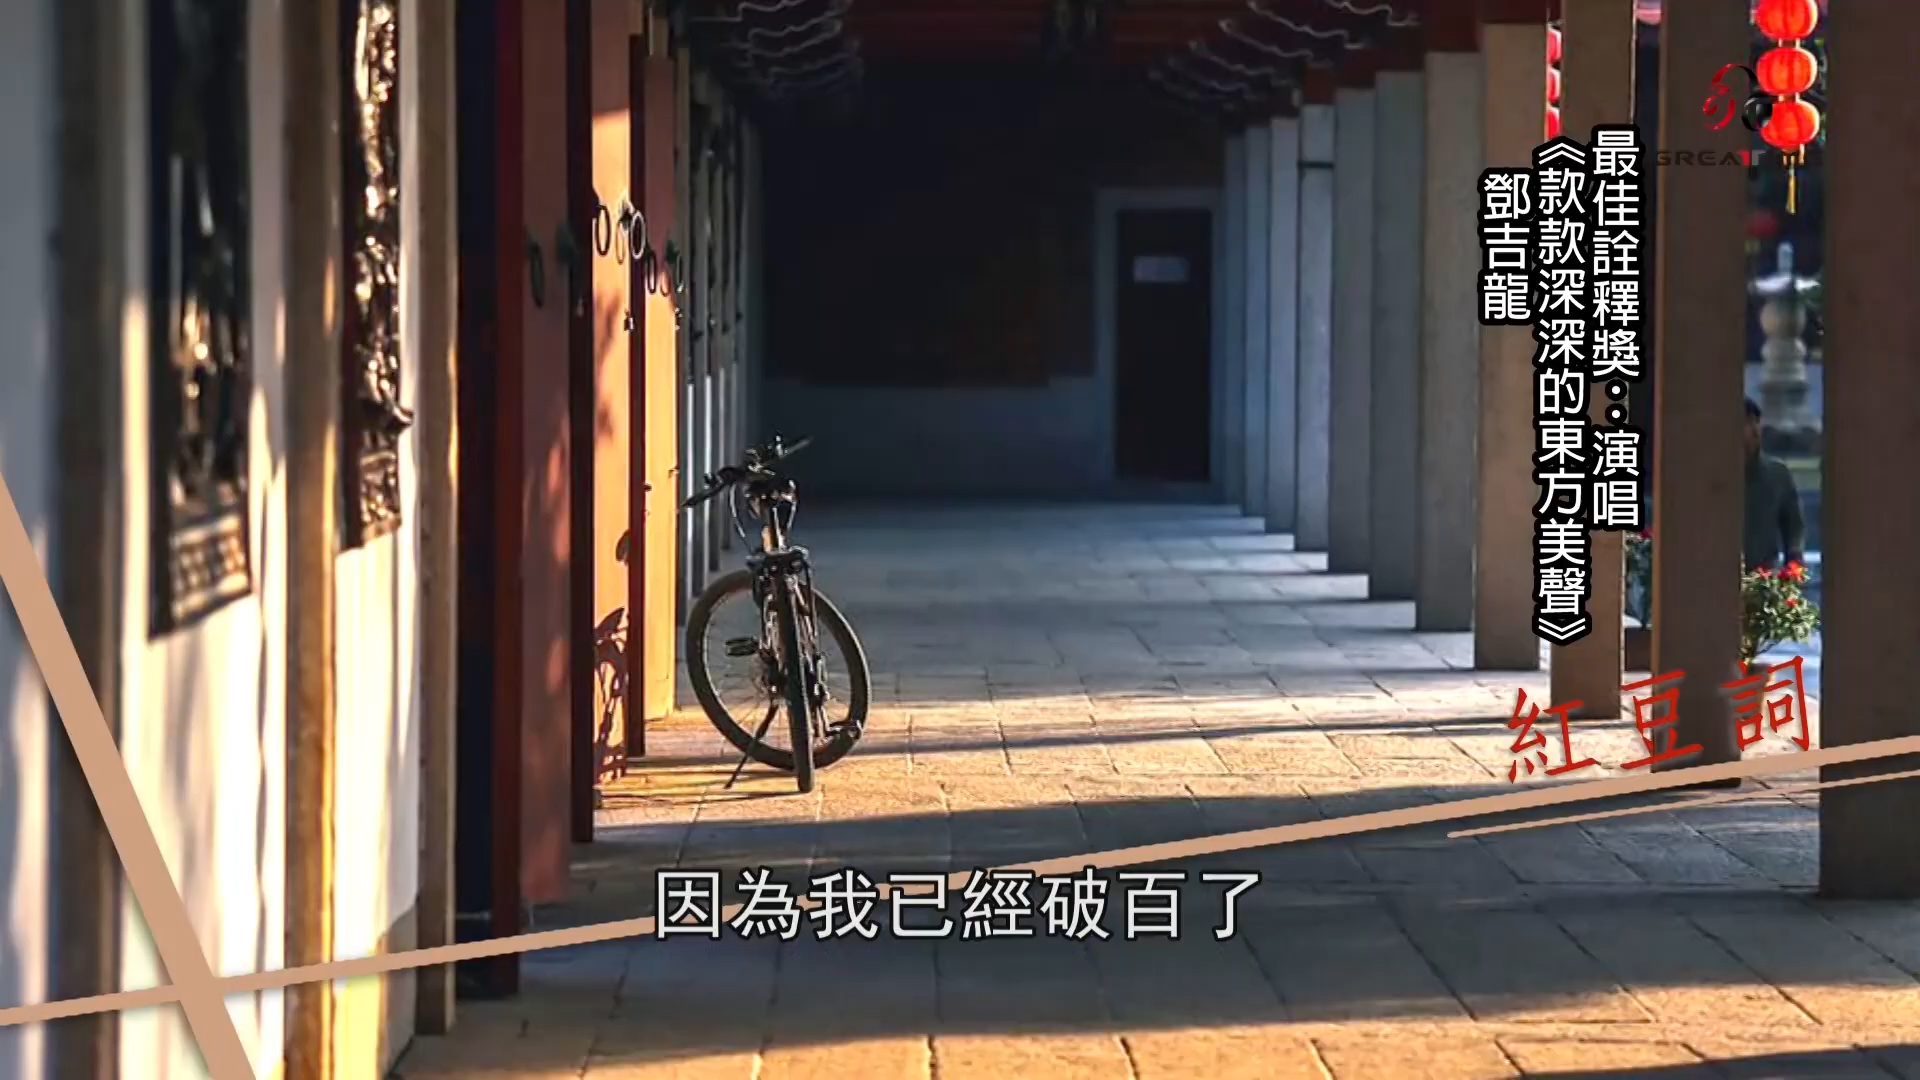 最佳詮釋獎：演唱
《款款深深的東方美聲》
鄧吉龍
紅豆詞
因為我已經破百了